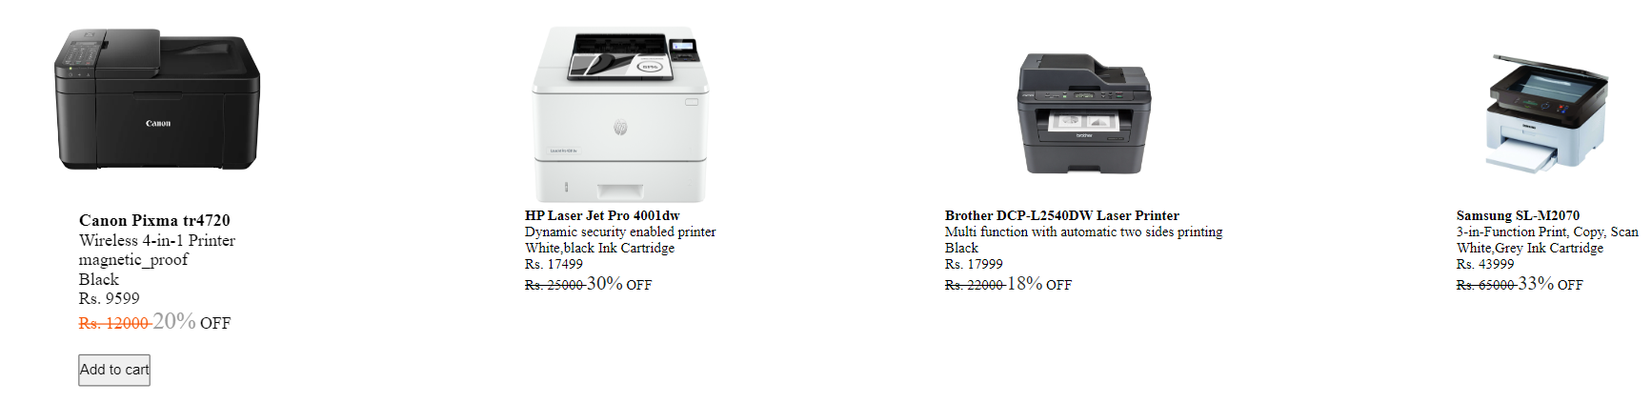 Canon
hp
brother
Canon Pixma tr4720
Wireless 4-in-1 Printer
magnetic_proof
Black
Rs. 9599
Rs. 12000 20% OFF
Add to cart
HP Laser Jet Pro 4001dw
Dynamic security enabled printer
White,black Ink Cartridge
Rs. 17499
Rs. 25000 30% OFF
Brother DCP-L2540DW Laser Printer
Multi function with automatic two sides printing
Black
Rs. 17999
Rs. 22000 18% OFF
Samsung SL-M2070
3-in-Function Print, Copy, Scan
White,Grey Ink Cartridge
Rs. 43999
Rs. 65000 33% OFF